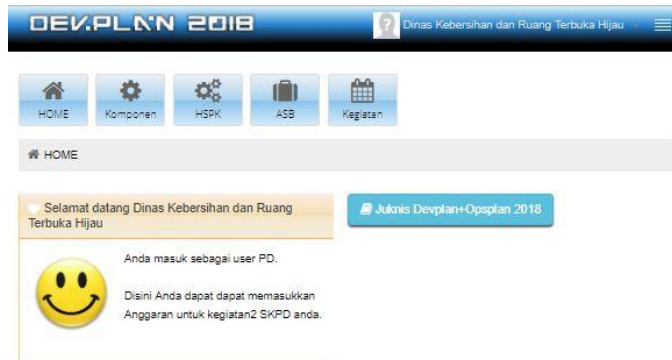 DEV.PLAN 2018
Dinas Kebersihan dan Ruang Terbuka Hijau
HOME
Komponen
HSPK
ASB
Kegiatan
HOME
Selamat datang Dinas Kebersihan dan Ruang
Terbuka Hijau
Juknis Devplan+Opsplan 2018
Anda masuk sebagai user PD.
Disini Anda dapat dapat memasukkan
Anggaran untuk kegiatan2 SKPD anda.